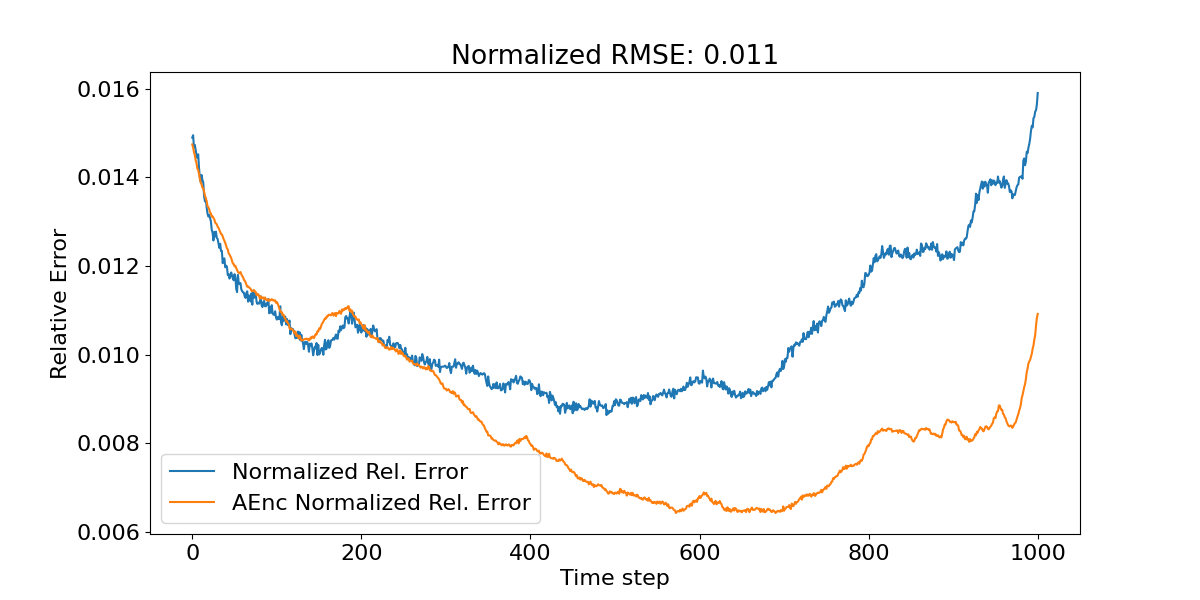 Normalized RMSE: 0.011
0.016
0.014
0.012
0.010
0.008
0.006
Relative Error
Normalized Rel. Error
AEnc Normalized Rel. Error
0 200 400 600 800 1000
Time step